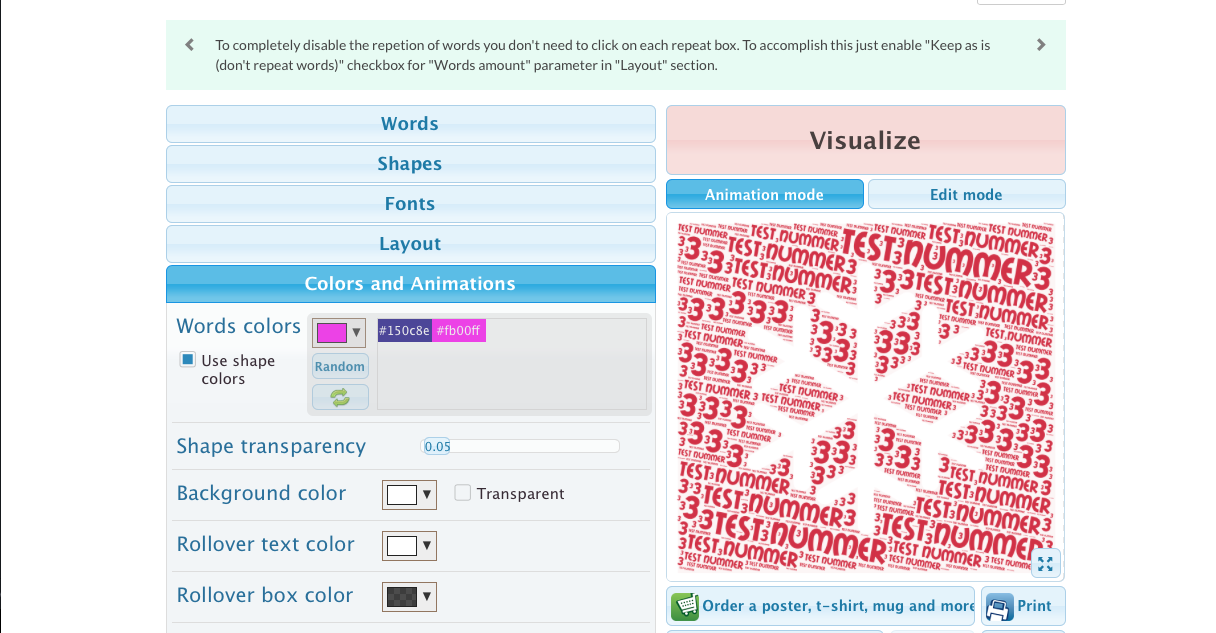 To completely disable the repetion of words you don't need to click on each repeat box. To accomplish this just enable "Keep as is
(don't repeat words)" checkbox for "Words amount" parameter in "Layout" section.
Words
Shapes
Fonts
Layout
Colors and Animations
Words colors
#150c8e #fb00ff
Use shape
colors
Random
Shape transparency
0.05
Background color
Transparent
Rollover text color
Rollover box color
Visualize
Animation mode
Edit mode
TEST NUMMER
3
Order a poster, t-shirt, mug and more
Print